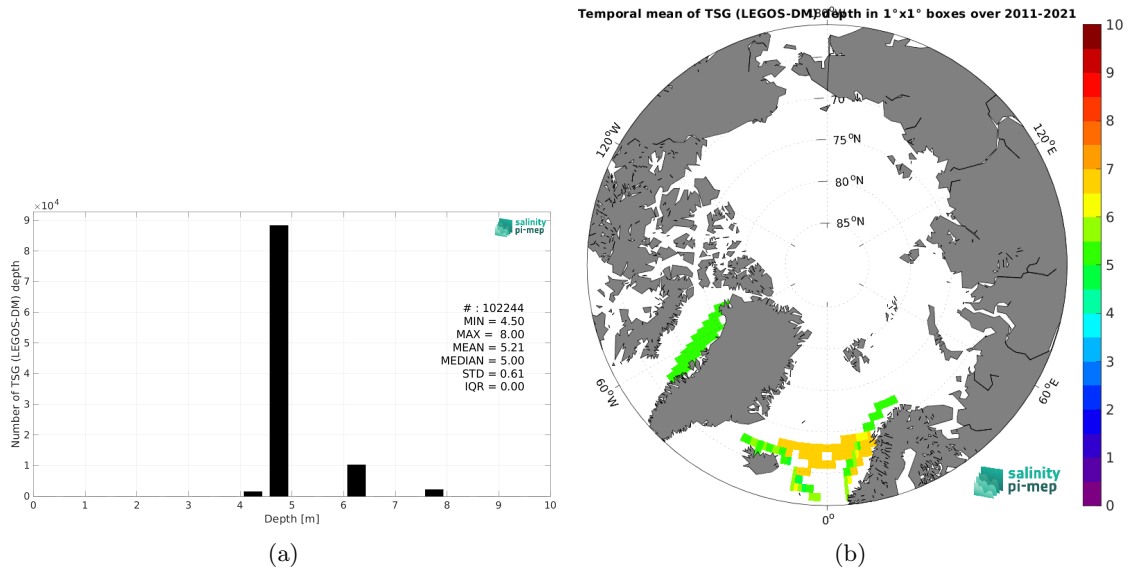 Temporal mean of TSG (LEGOS-DM) depth in 1°x1° boxes over 2011-2021
180°W
×10⁴
9
8
7
6
5
4
3
2
1
0
Number of TSG (LEGOS-DM) depth
salinity
pi-mep
# : 102244
MIN = 4.50
MAX = 8.00
MEAN = 5.21
MEDIAN = 5.00
STD = 0.61
IQR = 0.00
0 1 2 3 4 5 6 7 8 9 10
Depth [m]
(a)
120°W
60°W
0°
60°E
120°E
70
75°N
80°N
85°N
salinity
pi-mep
10
9
8
7
6
5
4
3
2
1
0
(b)